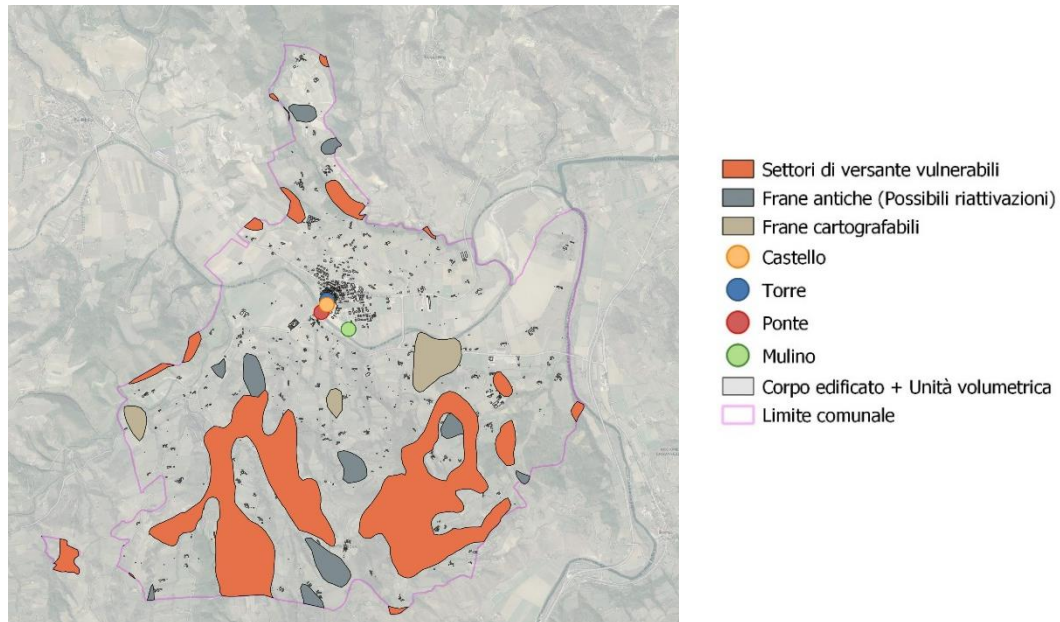 Settori di versante vulnerabili
Frane antiche (Possibili riattivazioni)
Frane cartografabili
Castello
Torre
Ponte
Mulino
Corpo edificato + Unità volumetrica
Limite comunale